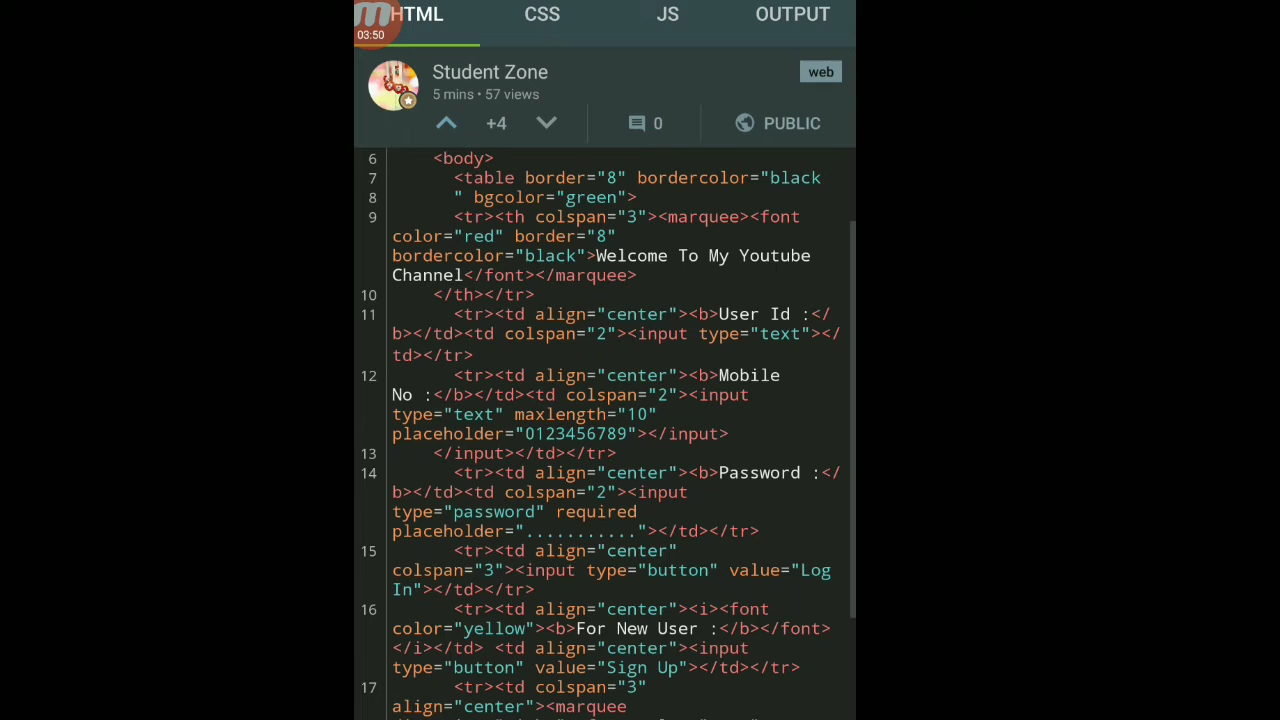 HTML CSS JS OUTPUT
03:50
Student Zone
web
5 mins • 57 views
+4
0
PUBLIC
6 <body>
7 <table border="8" bordercolor="black
8 " bgcolor="green">
9 <tr><th colspan="3"><marquee><font
color="red" border="8"
bordercolor="black">Welcome To My Youtube
Channel</font></marquee>
10 </th></tr>
11 <tr><td align="center"><b>User Id :</
b></td><td colspan="2"><input type="text"></
td></tr>
12 <tr><td align="center"><b>Mobile
No :</b></td><td colspan="2"><input
type="text" maxlength="10"
placeholder="0123456789"></input>
13 </input></td></tr>
14 <tr><td align="center"><b>Password :</
b></td><td colspan="2"><input
type="password" required
placeholder="..........."></td></tr>
15 <tr><td align="center"
colspan="3"><input type="button" value="Log
In"></td></tr>
16 <tr><td align="center"><i><font
color="yellow"><b>For New User :</b></font>
</i></td> <td align="center"><input
type="button" value="Sign Up"></td></tr>
17 <tr><td colspan="3"
align="center"><marquee